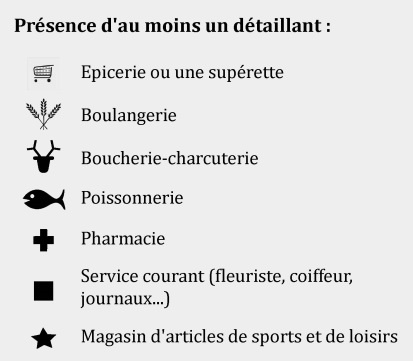 Présence d'au moins un détaillant :
Epicerie ou une supérette
Boulangerie
Boucherie-charcuterie
Poissonnerie
Pharmacie
Service courant (fleuriste, coiffeur,
journaux...)
Magasin d'articles de sports et de loisirs